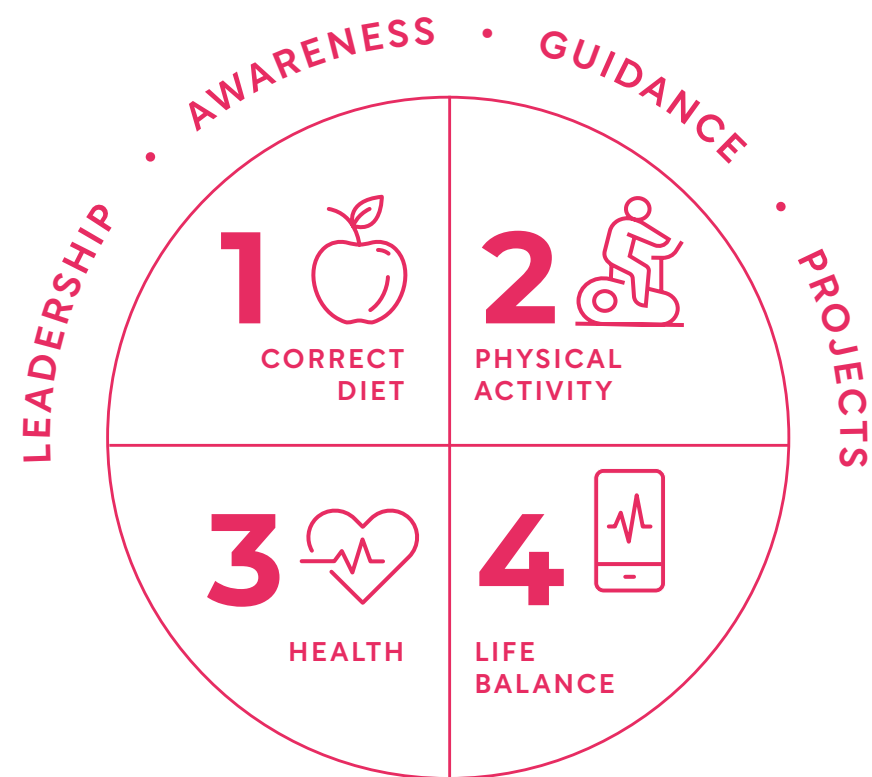 LEADERSHIP • AWARENESS • GUIDANCE • PROJECTS
1
CORRECT
DIET
2
PHYSICAL
ACTIVITY
3
HEALTH
4
LIFE
BALANCE